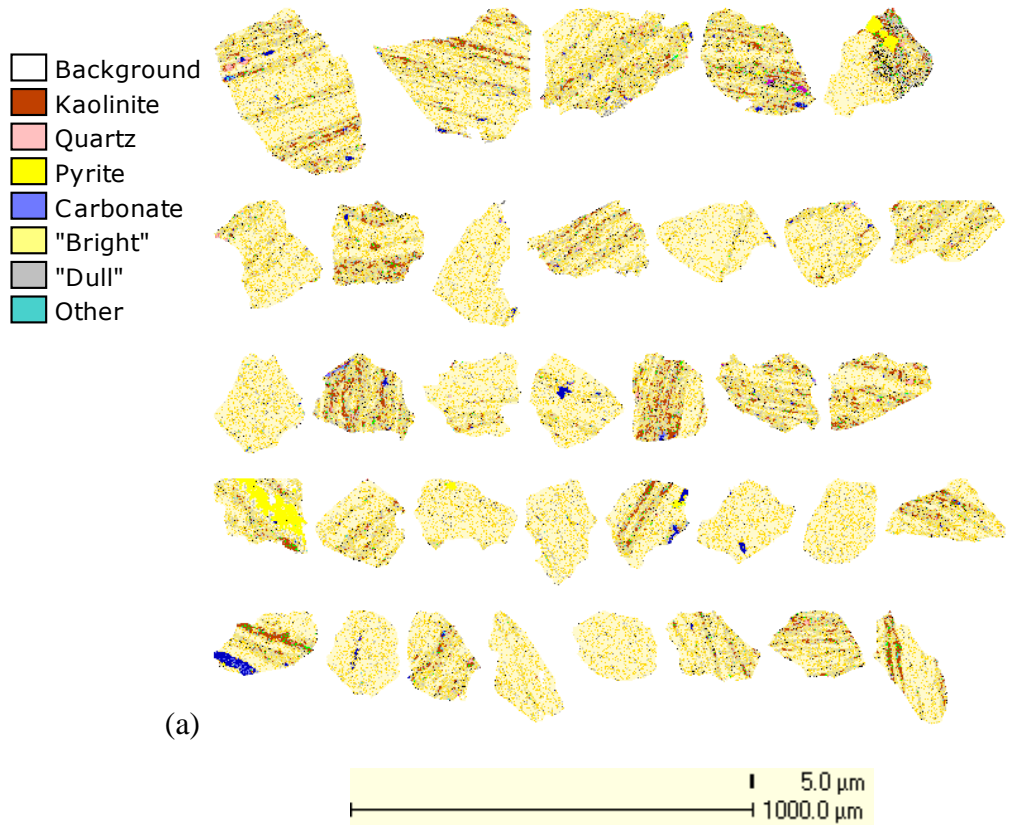 Background
Kaolinite
Quartz
Pyrite
Carbonate
"Bright"
"Dull"
Other
(a)
5.0 µm
1000.0 µm